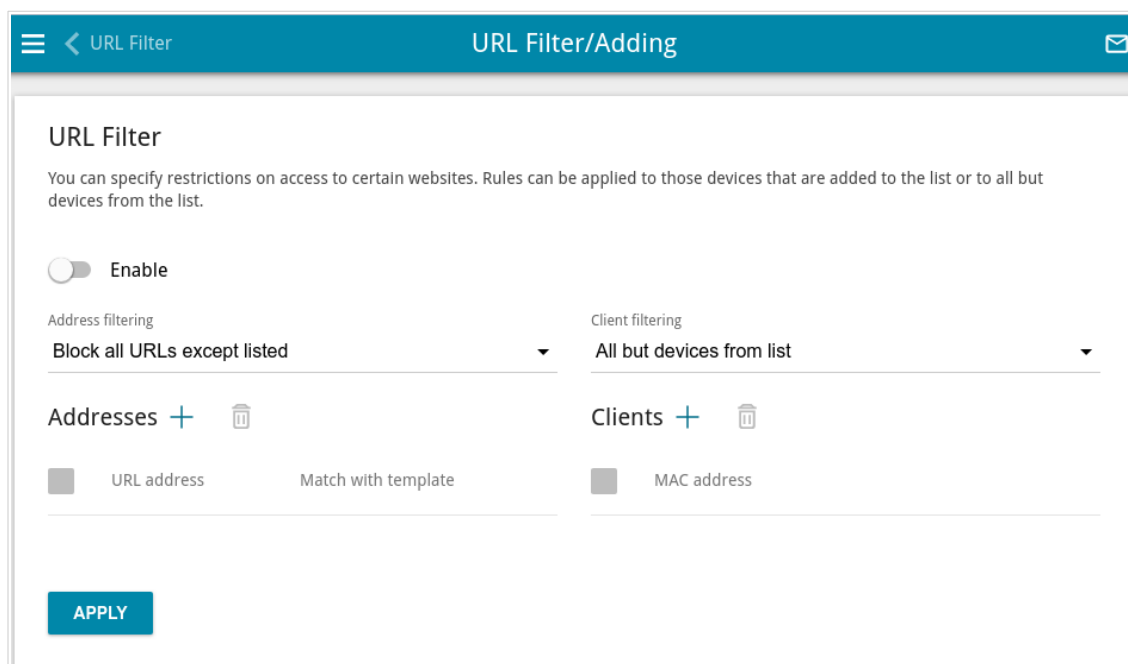 URL Filter
URL Filter/Adding
URL Filter
You can specify restrictions on access to certain websites. Rules can be applied to those devices that are added to the list or to all but
devices from the list.
Enable
Address filtering
Client filtering
Block all URLs except listed
All but devices from list
Addresses
Clients
URL address
Match with template
MAC address
APPLY